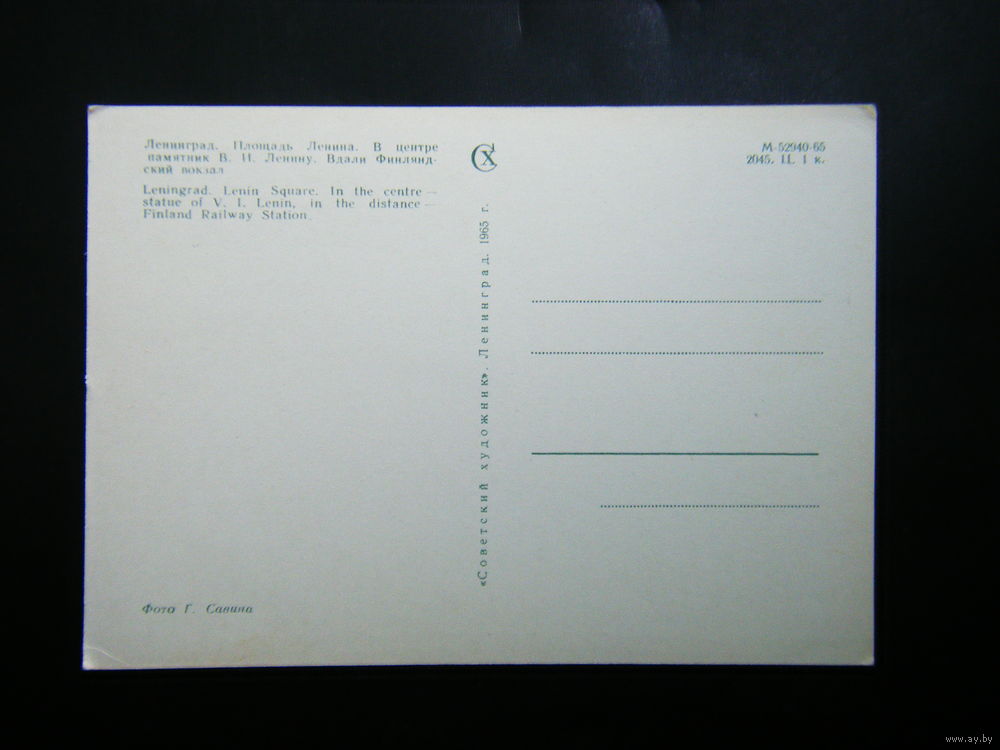 Ленинград. Площадь Ленина. В центре
памятник В. И. Ленину. Вдали Финлянд-
ский вокзал
Leningrad. Lenin Square. In the centre —
statue of V. I. Lenin, in the distance —
Finland Railway Station.
Фото Г. Савина
СХ
«Советский художник». Ленинград. 1965 г.
М-52940-65
2045. Ц. 1 к.
www.ay.by